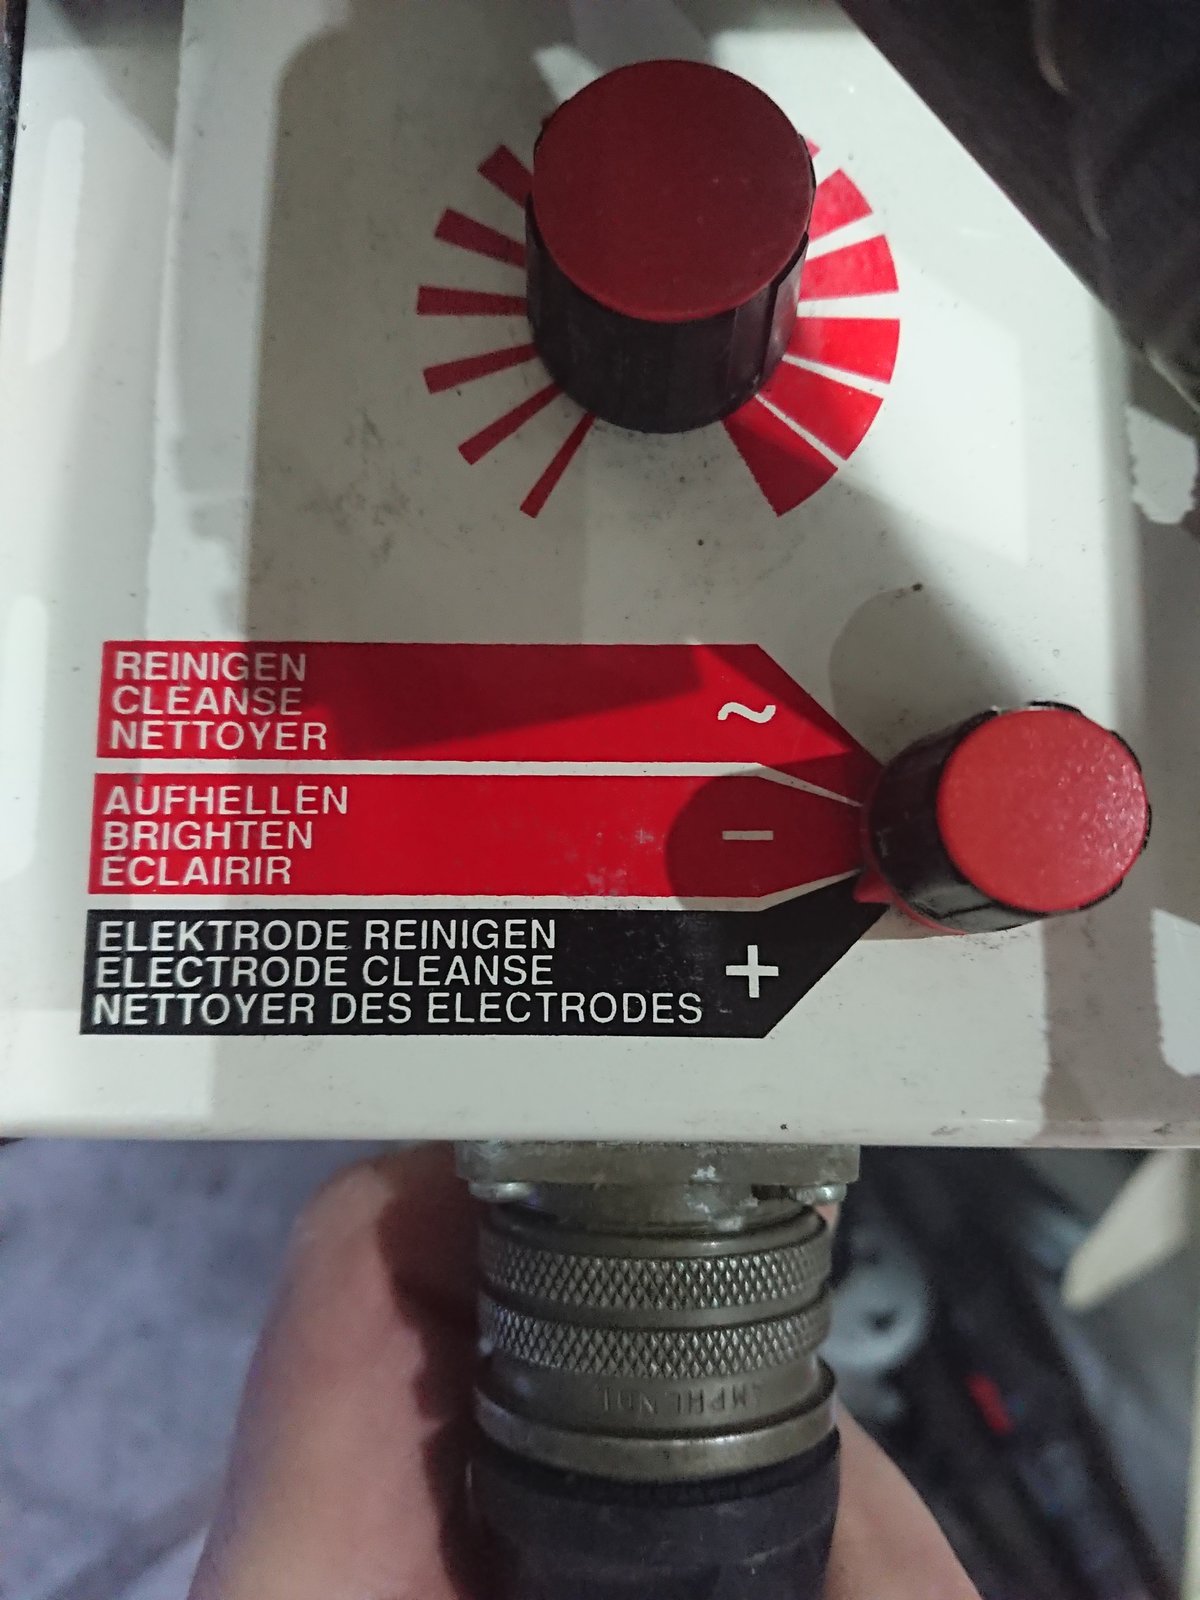 REINIGEN
CLEANSE
NETTOYER
~
AUFHELLEN
BRIGHTEN
ECLAIRIR
−
ELEKTRODE REINIGEN
ELECTRODE CLEANSE
NETTOYER DES ELECTRODES
+